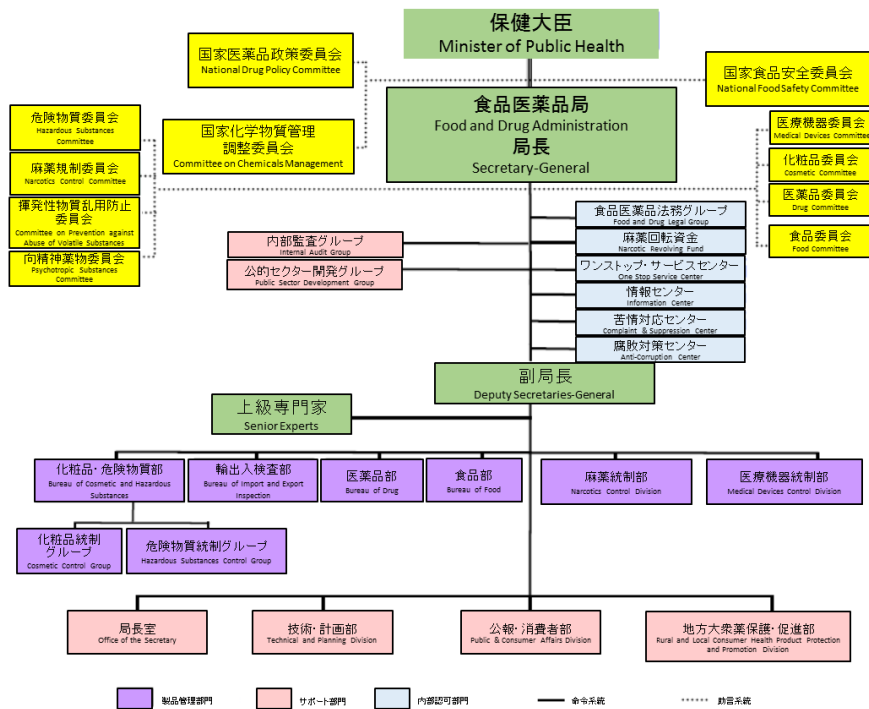 保健大臣
Minister of Public Health
国家医薬品政策委員会
National Drug Policy Committee
国家食品安全委員会
National Food Safety Committee
食品医薬品局
Food and Drug Administration
局長
Secretary-General
危険物質委員会
Hazardous Substances
Committee
国家化学物質管理
調整委員会
Committee on Chemicals Management
医療機器委員会
Medical Devices Committee
麻薬規制委員会
Narcotics Control Committee
化粧品委員会
Cosmetic Committee
医薬品委員会
Drug Committee
揮発性物質乱用防止
委員会
Committee on Prevention against
Abuse of Volatile Substances
食品委員会
Food Committee
向精神薬物委員会
Psychotropic Substances
Committee
食品医薬品法務グループ
Food and Drug Legal Group
内部監査グループ
Internal Audit Group
麻薬回転資金
Narcotic Revolving Fund
公的セクター開発グループ
Public Sector Development Group
ワンストップ・サービスセンター
One Stop Service Center
情報センター
Information Center
苦情対応センター
Complaint & Suppression Center
腐敗対策センター
Anti-Corruption Center
副局長
Deputy Secretaries-General
上級専門家
Senior Experts
化粧品・危険物質部
Bureau of Cosmetic and Hazardous
Substances
輸出入検査部
Bureau of Import and Export
Inspection
医薬品部
Bureau of Drug
食品部
Bureau of Food
麻薬統制部
Narcotics Control Division
医療機器統制部
Medical Devices Control Division
化粧品統制
グループ
Cosmetic Control Group
危険物質統制グループ
Hazardous Substances Control Group
局長室
Office of the Secretary
技術・計画部
Technical and Planning Division
公報・消費者部
Public & Consumer Affairs Division
地方大衆薬保護・促進部
Rural and Local Consumer Health Product Protection
and Promotion Division
製品管理部門
サポート部門
内部認可部門
命令系統
助言系統